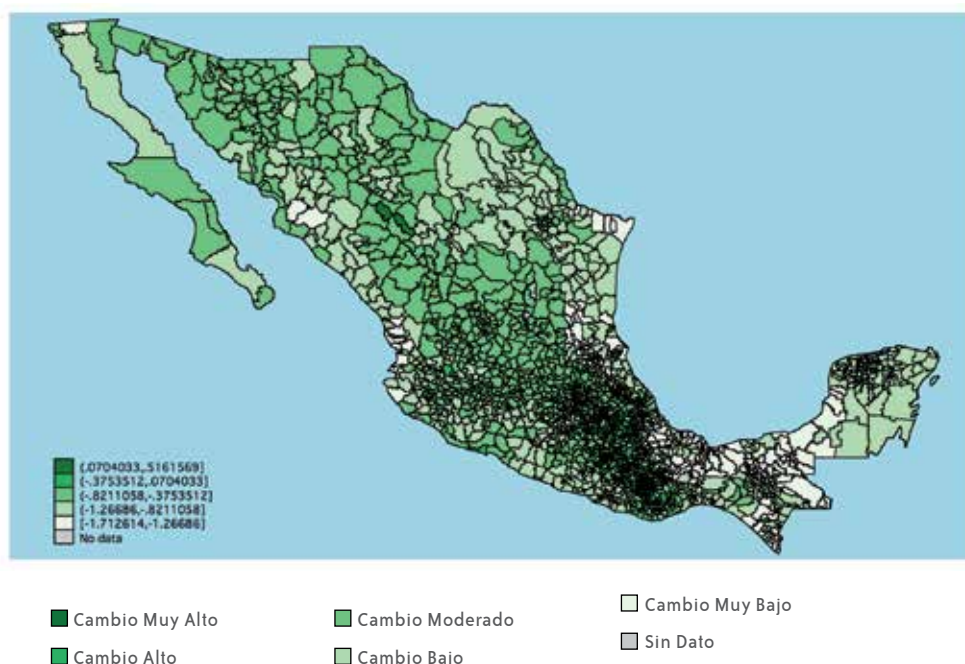 (.0704033,.5161569]
(-.3753512,.0704033]
(-.8211058,-.3753512]
(-1.26686,-.8211058]
[-1.712614,-1.26686]
No data
Cambio Muy Alto
Cambio Alto
Cambio Moderado
Cambio Bajo
Cambio Muy Bajo
Sin Dato